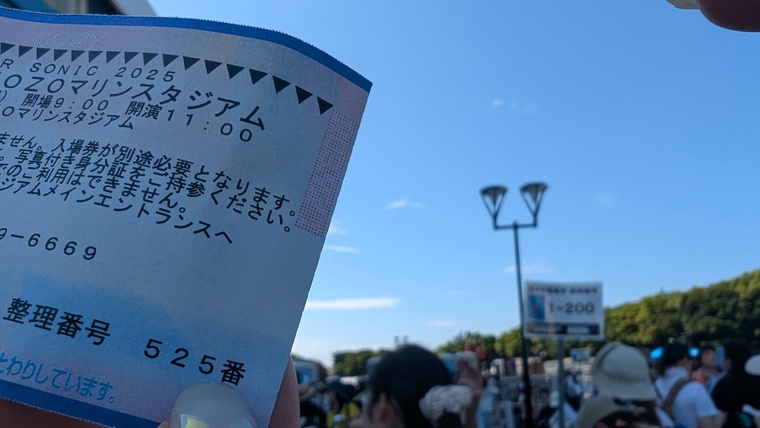 R SONIC 2025
OZOマリンスタジアム
開場9：00 開演11：00
マリンスタジアム
ません。入場券が別途必要となります。
写真付き身分証をご持参ください。
のご利用はできません。
ジアムメインエントランスへ
9−6669
整理番号 525番
とわりしています。
1-200